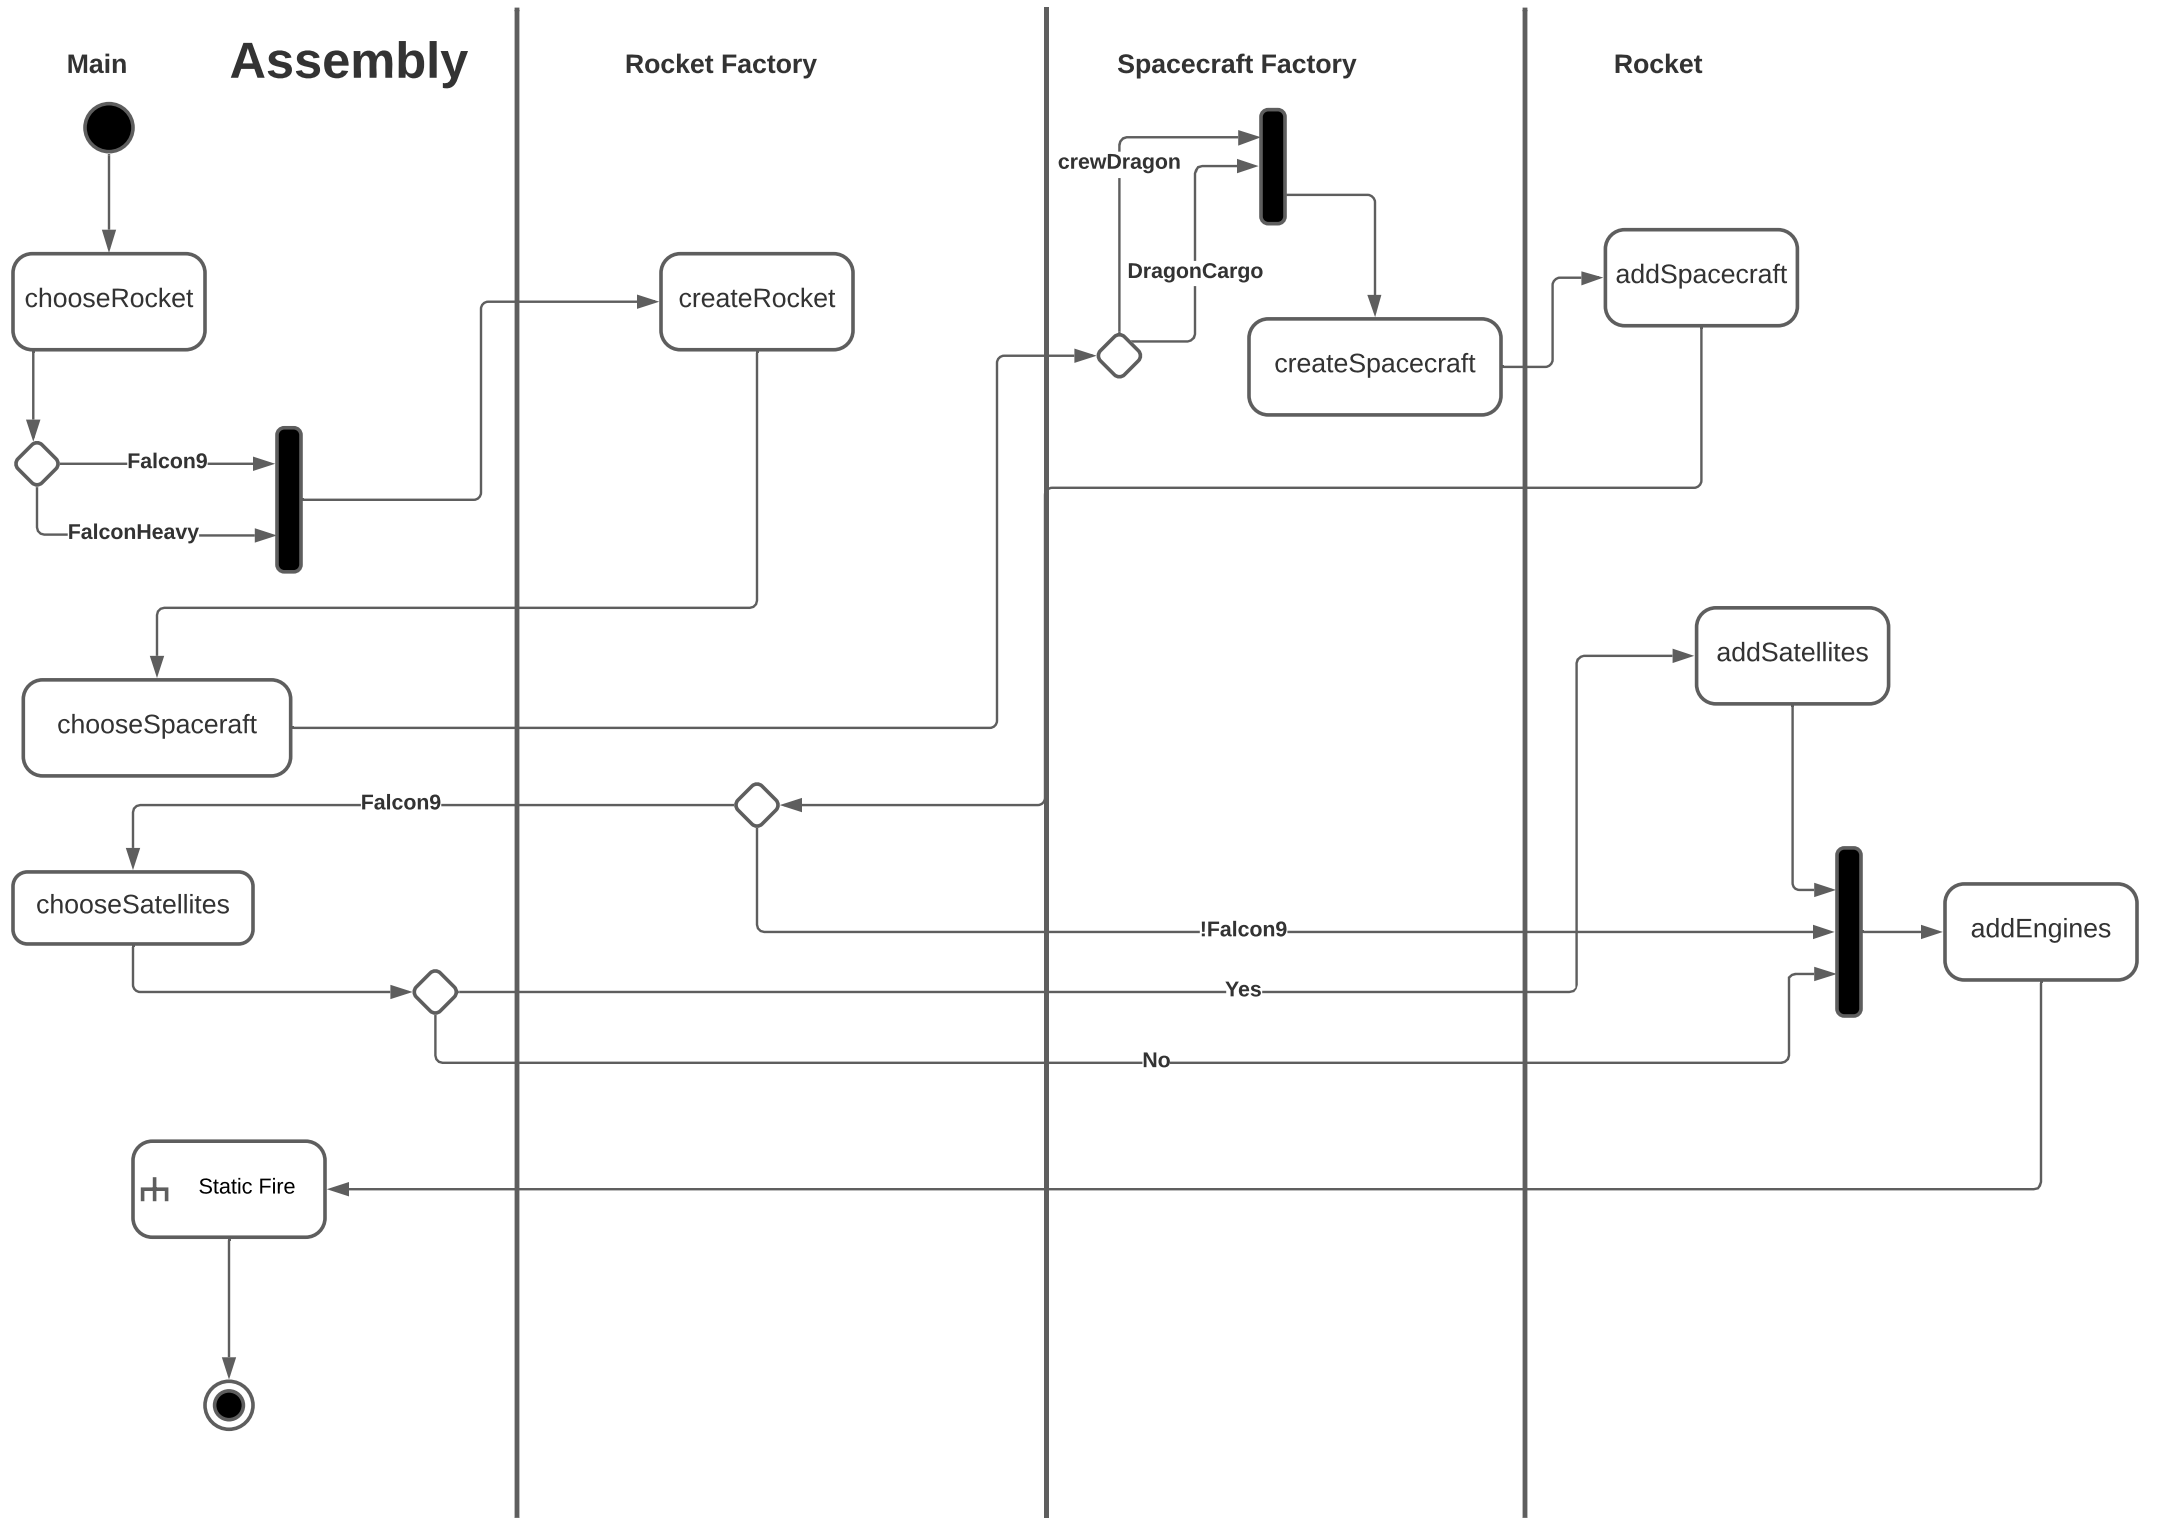 Main
Assembly
Rocket Factory
Spacecraft Factory
Rocket
crewDragon
DragonCargo
chooseRocket
createRocket
addSpacecraft
createSpacecraft
Falcon9
FalconHeavy
addSatellites
chooseSpaceraft
Falcon9
chooseSatellites
!Falcon9
addEngines
Yes
No
Static Fire